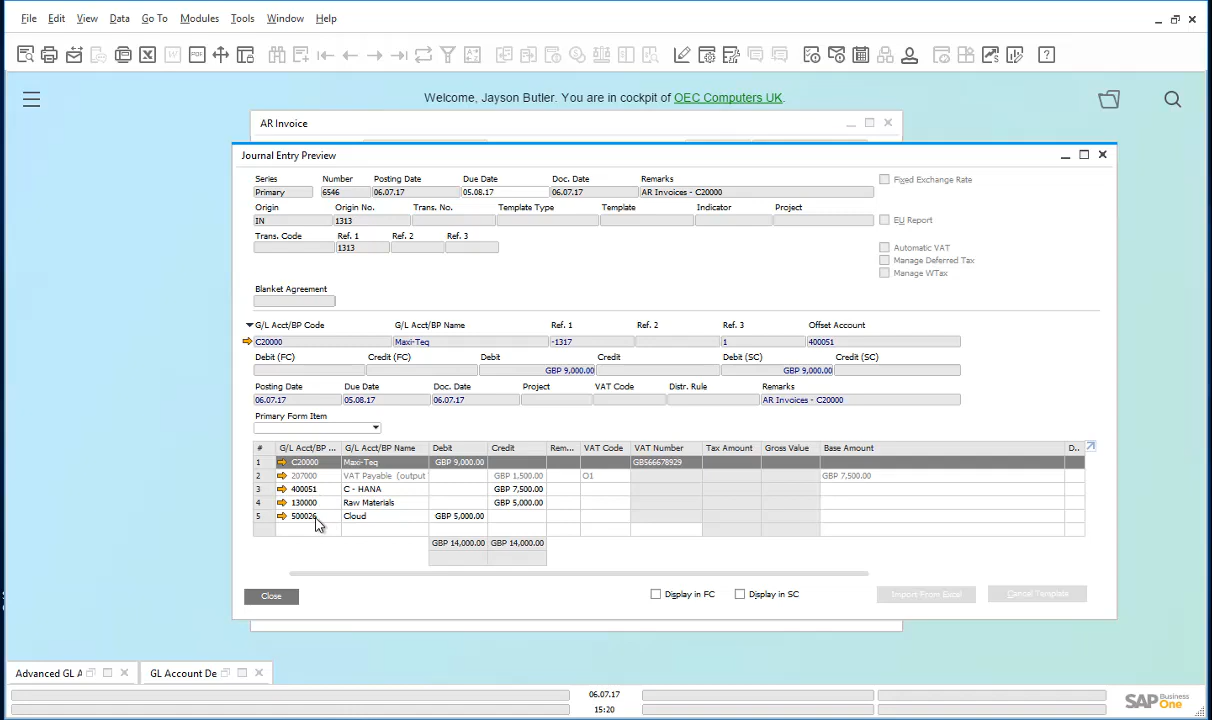 File Edit View Data Go To Modules Tools Window Help
Welcome, Jayson Butler. You are in cockpit of OEC Computers UK.
AR Invoice
Journal Entry Preview
Series Number Posting Date Due Date Doc. Date Remarks
Primary 6546 06.07.17 05.08.17 06.07.17 AR Invoices - C20000
Fixed Exchange Rate
Origin Origin No. Trans. No. Template Type Template Indicator Project
IN 1313
EU Report
Trans. Code Ref. 1 Ref. 2 Ref. 3
1313
Automatic VAT
Manage Deferred Tax
Manage WTax
Blanket Agreement
G/L Acct/BP Code G/L Acct/BP Name Ref. 1 Ref. 2 Ref. 3 Offset Account
C20000 Maxi-Teq -1317 1 400051
Debit (FC) Credit (FC) Debit Credit Debit (SC) Credit (SC)
GBP 9,000.00 GBP 9,000.00
Posting Date Due Date Doc. Date Project VAT Code Distr. Rule Remarks
06.07.17 05.08.17 06.07.17 AR Invoices - C20000
Primary Form Item
# G/L Acct/BP ... G/L Acct/BP Name Debit Credit Rem... VAT Code VAT Number Tax Amount Gross Value Base Amount D..
1 C20000 Maxi-Teq GBP 9,000.00 GB566678929
2 207000 VAT Payable (output GBP 1,500.00 O1 GBP 7,500.00
3 400051 C - HANA GBP 7,500.00
4 130000 Raw Materials GBP 5,000.00
5 500026 Cloud GBP 5,000.00
GBP 14,000.00 GBP 14,000.00
Close Display in FC Display in SC Import From Excel Cancel Template
Advanced GL A GL Account De
06.07.17
15:20
SAP Business One